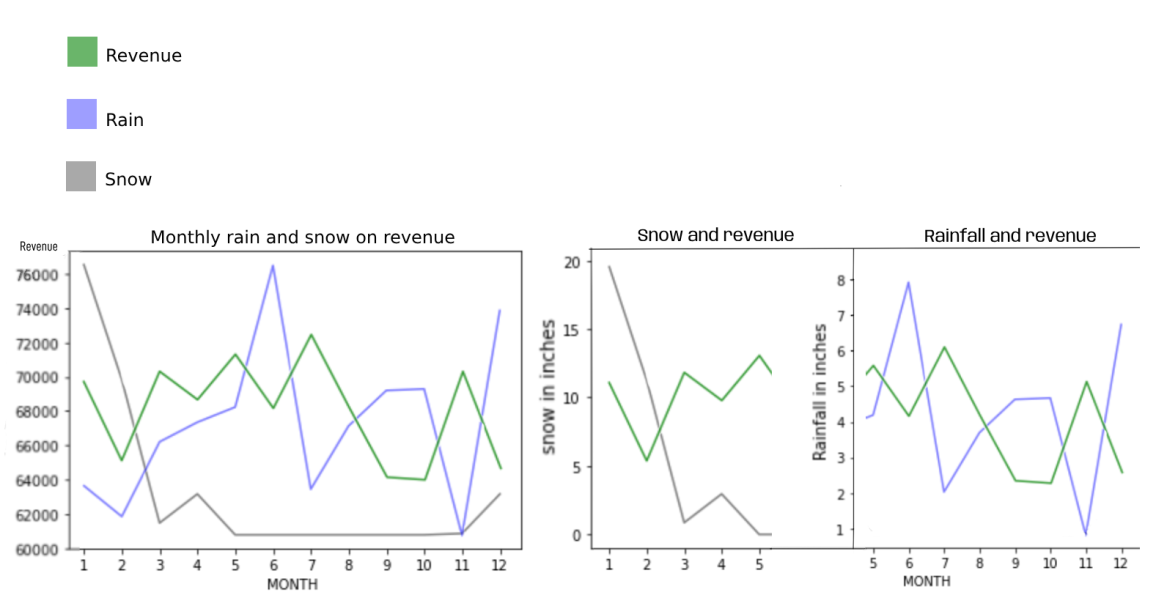 Revenue
Rain
Snow
Monthly rain and snow on revenue
Revenue
76000
74000
72000
70000
68000
66000
64000
62000
60000
1 2 3 4 5 6 7 8 9 10 11 12
MONTH
Snow and revenue
snow in inches
20
15
10
5
0
1 2 3 4 5
Rainfall and revenue
Rainfall in inches
8
7
6
5
4
3
2
1
5 6 7 8 9 10 11 12
MONTH